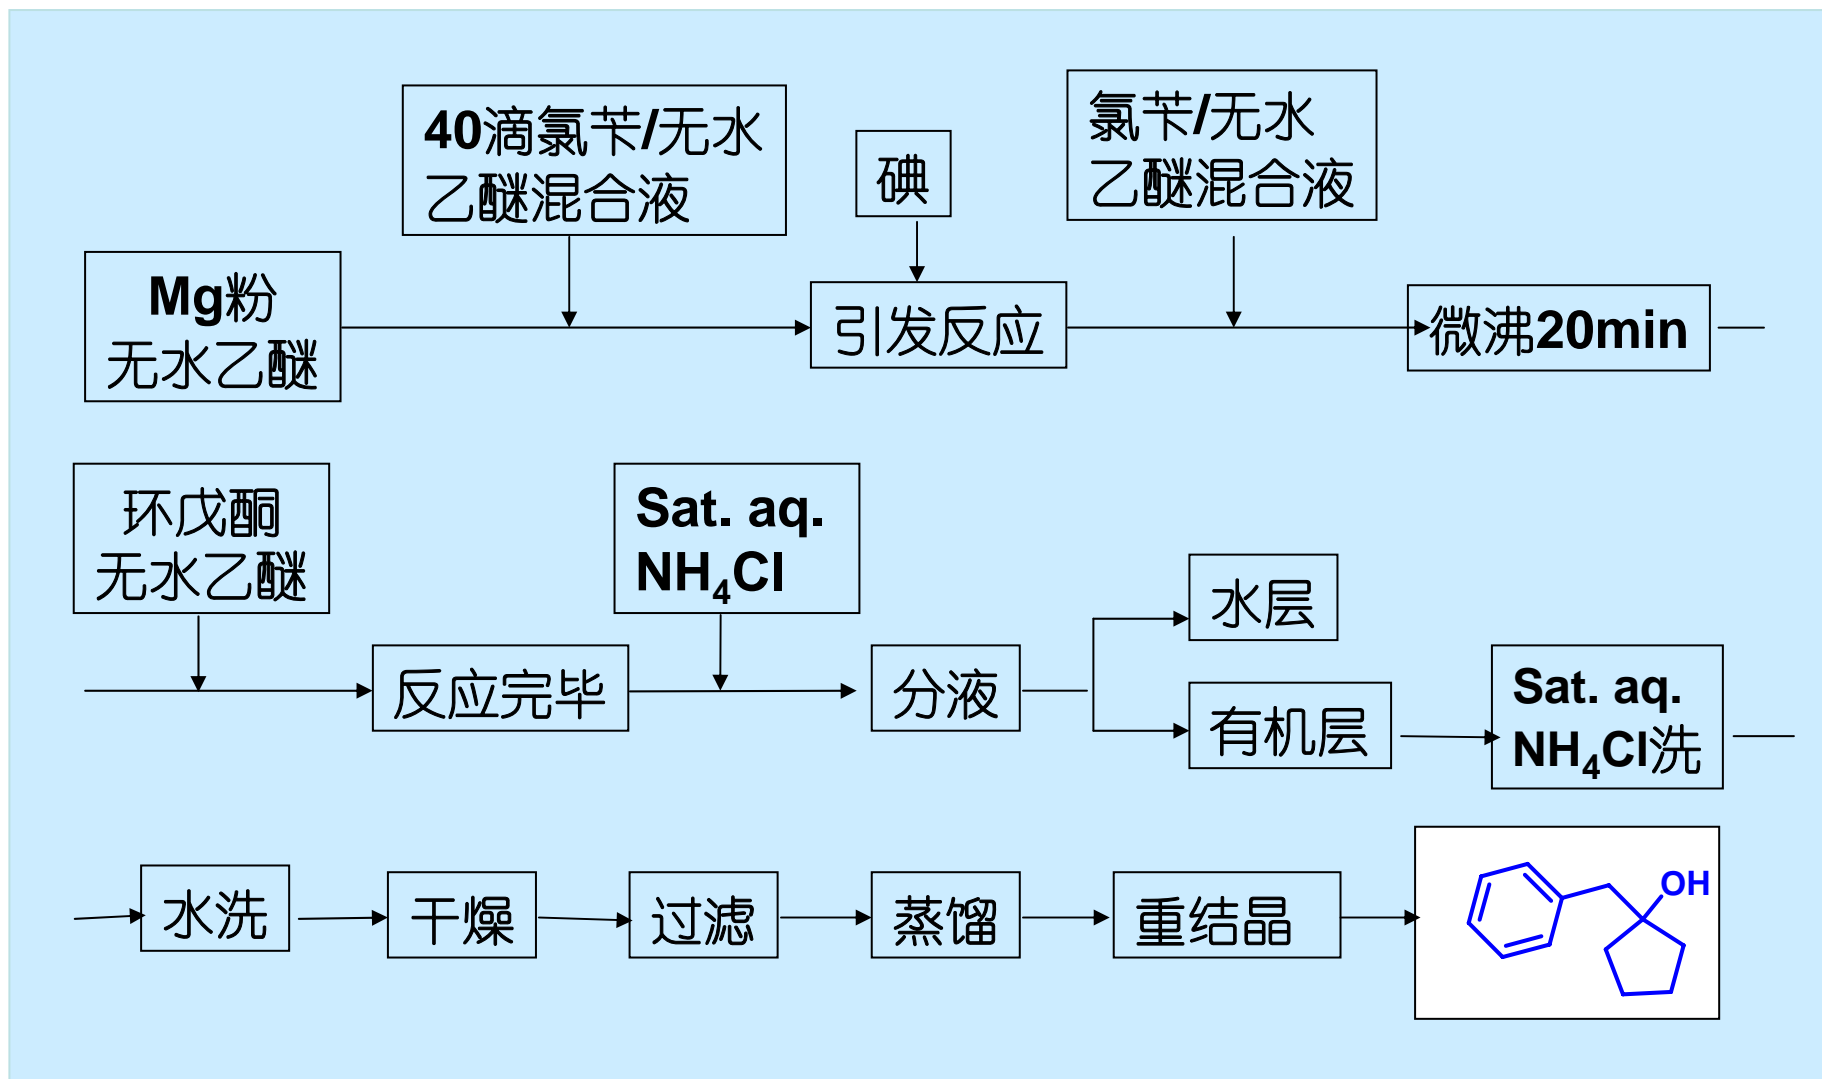 40滴氯苄/无水
乙醚混合液
碘
氯苄/无水
乙醚混合液
Mg粉
无水乙醚
引发反应
微沸20min
环戊酮
无水乙醚
Sat. aq.
NH4Cl
反应完毕
分液
水层
有机层
Sat. aq.
NH4Cl洗
水洗
干燥
过滤
蒸馏
重结晶
OH